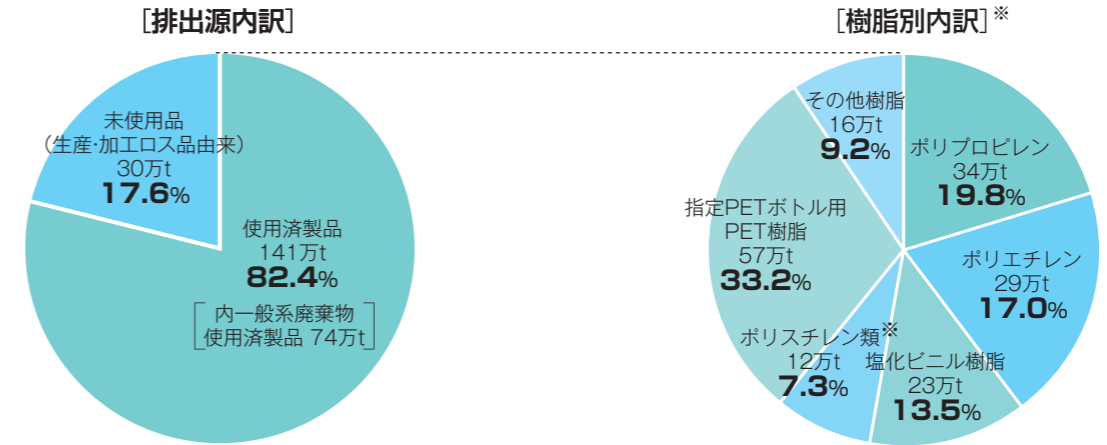 ［排出源内訳］
未使用品
（生産・加工ロス品由来）
30万t
17.6%
使用済製品
141万t
82.4%
内一般系廃棄物
使用済製品 74万t
［樹脂別内訳］※
その他樹脂
16万t
9.2%
ポリプロピレン
34万t
19.8%
指定PETボトル用
PET樹脂
57万t
33.2%
ポリエチレン
29万t
17.0%
ポリスチレン類※
12万t
7.3%
塩化ビニル樹脂
23万t
13.5%